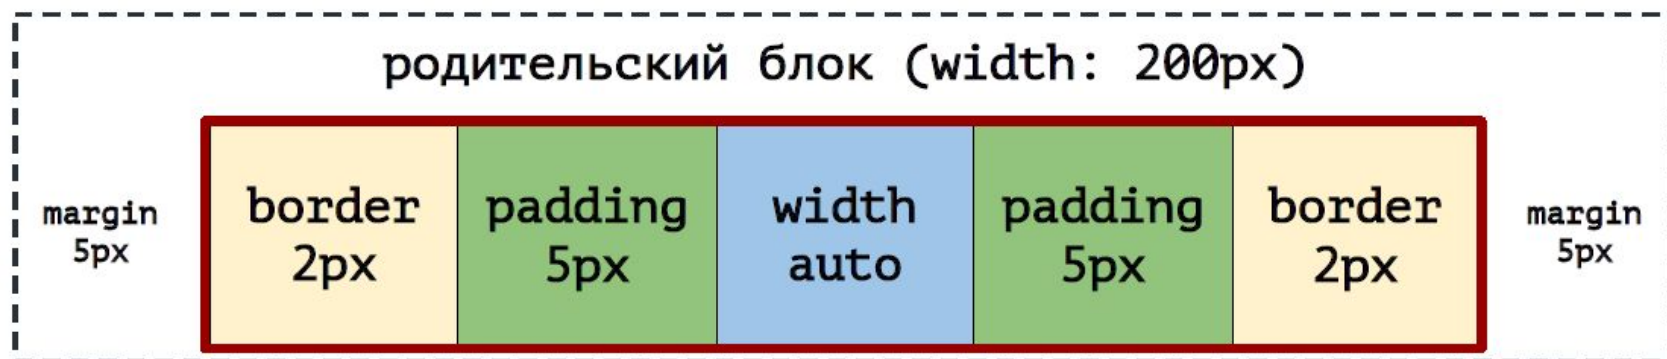 родительский блок (width: 200px)
margin
5px
border
2px
padding
5px
width
auto
padding
5px
border
2px
margin
5px